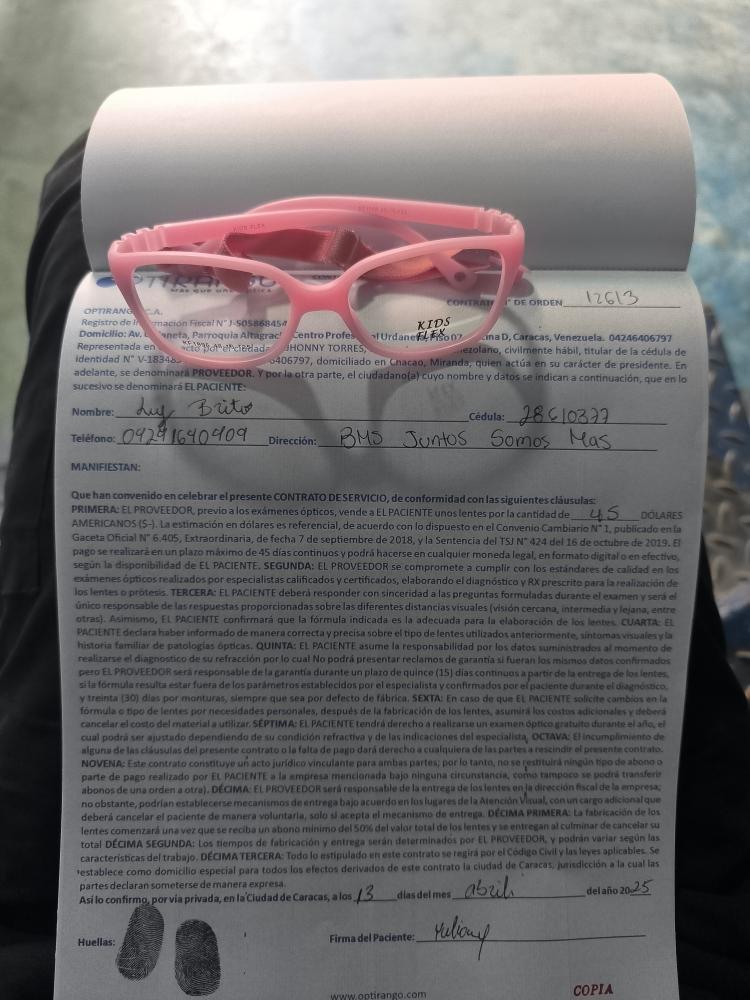 KIDS FLEX
OPTIRANGO
CONTRATO N° DE ORDEN 12613
KIDS
FLEX
OPTIRANGO C.A.
Registro de Información Fiscal N° J-505868454
Domicilio: Av. Urdaneta, Parroquia Altagracia, Centro Profesional Urdaneta, Piso 07, Oficina D, Caracas, Venezuela. 04246406797
Representada en acto por el ciudadano JHONNY TORRES, venezolano, civilmente hábil, titular de la cédula de
identidad N° V-18348 6406797, domiciliado en Chacao, Miranda, quien actúa en su carácter de presidente. En
adelante, se denominará PROVEEDOR. Y por la otra parte, el ciudadano(a) cuyo nombre y datos se indican a continuación, que en lo
sucesivo se denominará EL PACIENTE:
Nombre: Luz Brito Cédula: 28610377
Teléfono: 04241640409 Dirección: BMS Juntos Somos Mas
MANIFIESTAN:
Que han convenido en celebrar el presente CONTRATO DE SERVICIO, de conformidad con las siguientes cláusulas:
PRIMERA: EL PROVEEDOR, previo a los exámenes ópticos, vende a EL PACIENTE unos lentes por la cantidad de 45 DÓLARES
AMERICANOS ($-). La estimación en dólares es referencial, de acuerdo con lo dispuesto en el Convenio Cambiario N° 1, publicado en
Gaceta Oficial N° 6.405, Extraordinaria, de fecha 7 de septiembre de 2018, y la Sentencia del TSJ N° 424 del 16 de octubre de 2019. El
pago se realizará en un plazo máximo de 45 días continuos y podrá hacerse en cualquier moneda legal, en formato digital o en efectivo,
según la disponibilidad de EL PACIENTE. SEGUNDA: EL PROVEEDOR se compromete a cumplir con los estándares de calidad en los
exámenes ópticos realizados por especialistas calificados y certificados, elaborando el diagnóstico y RX prescrito para la realización de
los lentes o prótesis. TERCERA: EL PACIENTE deberá responder con sinceridad a las preguntas formuladas durante el examen y será el
único responsable de las respuestas proporcionadas sobre las diferentes distancias visuales (visión cercana, intermedia y lejana, entre
otras). Asimismo, EL PACIENTE confirmará que la fórmula indicada es la adecuada para la elaboración de los lentes. CUARTA: EL
PACIENTE declara haber informado de manera correcta y precisa sobre el tipo de lentes utilizados anteriormente, síntomas visuales y la
historia familiar de patologías ópticas. QUINTA: EL PACIENTE asume la responsabilidad por los datos suministrados al momento de
realizarse el diagnostico de su refracción por lo cual No podrá presentar reclamos de garantía si fueran los mismos datos confirmados
pero EL PROVEEDOR será responsable de la garantía durante un plazo de quince (15) días continuos a partir de la entrega de los lentes,
si la fórmula resulta estar fuera de los parámetros establecidos por el especialista y confirmados por el paciente durante el diagnóstico,
y treinta (30) días por monturas, siempre que sea por defecto de fábrica. SEXTA: En caso de que EL PACIENTE solicite cambios en la
fórmula o tipo de lentes por necesidades personales, después de la fabricación de los lentes, asumirá los costos adicionales y deberá
cancelar el costo del material a utilizar. SÉPTIMA: EL PACIENTE tendrá derecho a realizarse un examen óptico gratuito durante el año, el
cual podrá ser ajustado dependiendo de su condición refractiva y de las indicaciones del especialista. OCTAVA: El incumplimiento de
alguna de las cláusulas del presente contrato o la falta de pago dará derecho a cualquiera de las partes a rescindir el presente contrato.
NOVENA: Este contrato constituye un acto jurídico vinculante para ambas partes; por lo tanto, no se restituirá ningún tipo de abono o
parte de pago realizado por EL PACIENTE a la empresa mencionada bajo ninguna circunstancia, como tampoco se podrá transferir
abonos de una orden a otra). DÉCIMA: EL PROVEEDOR será responsable de la entrega de los lentes en la dirección fiscal de la empresa;
no obstante, podrían establecerse mecanismos de entrega bajo acuerdo en los lugares de la Atención Visual, con un cargo adicional que
deberá cancelar el paciente de manera voluntaria, solo si acepta el mecanismo de entrega. DÉCIMA PRIMERA: La fabricación de los
lentes comenzará una vez que se reciba un abono mínimo del 50% del valor total de los lentes y se entregan al culminar de cancelar su
total DÉCIMA SEGUNDA: Los tiempos de fabricación y entrega serán determinados por EL PROVEEDOR, y podrán variar según las
características del trabajo. DÉCIMA TERCERA: Todo lo estipulado en este contrato se regirá por el Código Civil y las leyes aplicables. Se
establece como domicilio especial para todos los efectos derivados de este contrato la ciudad de Caracas, jurisdicción a la cual las
partes declaran someterse de manera expresa.
Así lo confirmo, por vía privada, en la Ciudad de Caracas, a los 13 días del mes abril del año 2025
Huellas: Firma del Paciente:
www.optirango.com
COPIA